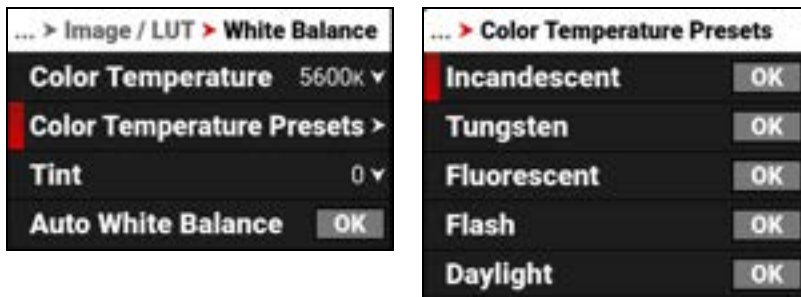 ... > Image / LUT > White Balance
Color Temperature 5600K
Color Temperature Presets >
Tint 0
Auto White Balance OK
... > Color Temperature Presets
Incandescent OK
Tungsten OK
Fluorescent OK
Flash OK
Daylight OK